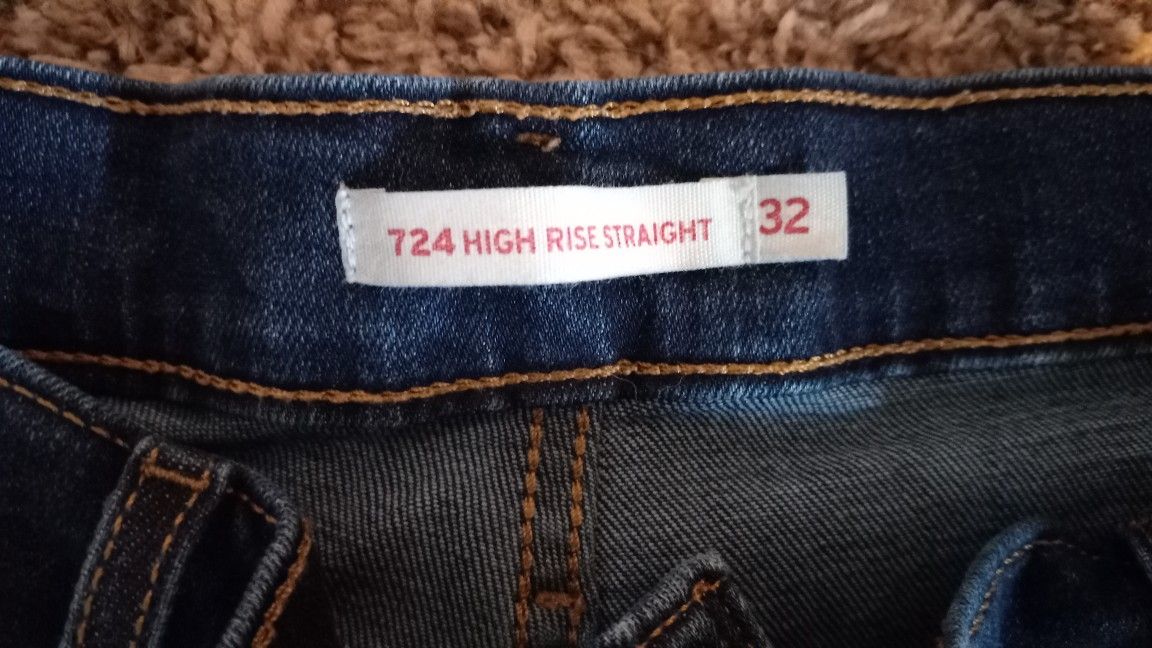 724 HIGH RISE STRAIGHT 32